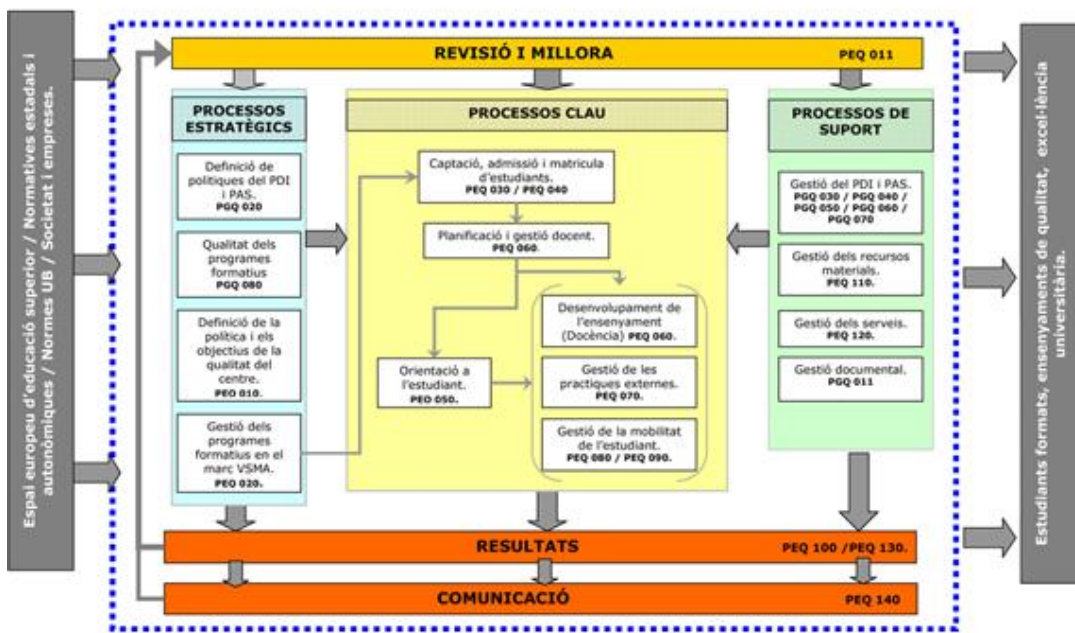 Espai europeu d'educació superior / Normatives estadals i
autonòmiques / Normes UB / Societat i empreses.
REVISIÓ I MILLORA
PEQ 011
PROCESSOS
ESTRATÈGICS
Definició de
polítiques del PDI
i PAS.
PGQ 020
Qualitat dels
programes
formatius
PGQ 080
Definició de la
política i els
objectius de la
qualitat del
centre.
PEO 010.
Gestió dels
programes
formatius en el
marc VSMA.
PEO 020.
PROCESSOS CLAU
Captació, admissió i matricula
d'estudiants.
PEQ 030 / PEQ 040
Planificació i gestió docent.
PEQ 060.
Desenvolupament de
l'ensenyament
(Docència) PEQ 060.
Orientació a
l'estudiant.
PEO 050.
Gestió de les
practiques externes.
PEQ 070.
Gestió de la mobilitat
de l'estudiant.
PEQ 080 / PEQ 090.
PROCESSOS DE
SUPORT
Gestió del PDI i PAS.
PGQ 030 / PGQ 040 /
PGQ 050 / PGQ 060 /
PGQ 070
Gestió dels recursos
materials.
PEQ 110.
Gestió dels serveis.
PEQ 120.
Gestió documental.
PGQ 011
RESULTATS
PEQ 100 /PEQ 130.
COMUNICACIÓ
PEQ 140
Estudiants formats, ensenyaments de qualitat, excel·lència
universitària.